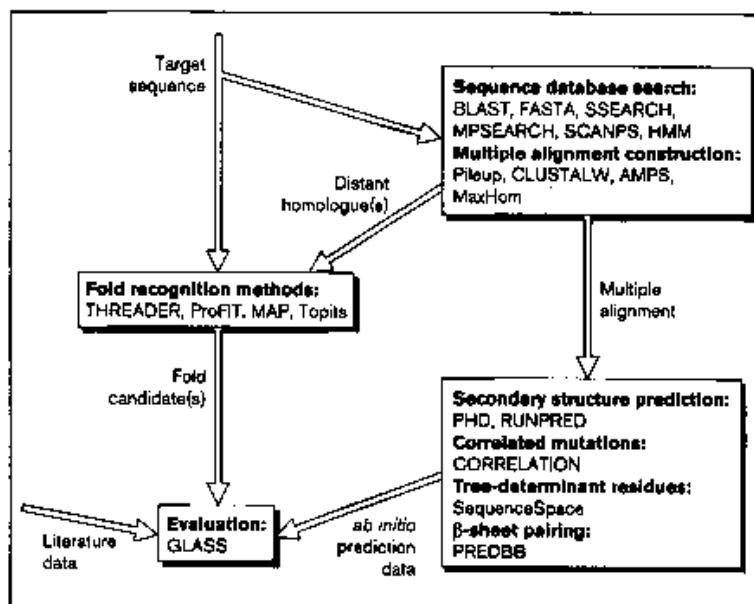 Target
sequence
Sequence database search:
BLAST, FASTA, SSEARCH,
MPSEARCH, SCANPS, HMM
Multiple alignment construction:
Pileup, CLUSTALW, AMPS,
MaxHom
Distant
homologue(s)
Fold recognition methods:
THREADER, ProFIT, MAP, Topits
Multiple
alignment
Fold
candidate(s)
Secondary structure prediction:
PHD, RUNPRED
Correlated mutations:
CORRELATION
Tree-determinant residues:
SequenceSpace
β-sheet pairing:
PREDBB
Evaluation:
GLASS
Literature
data
ab initio
prediction
data